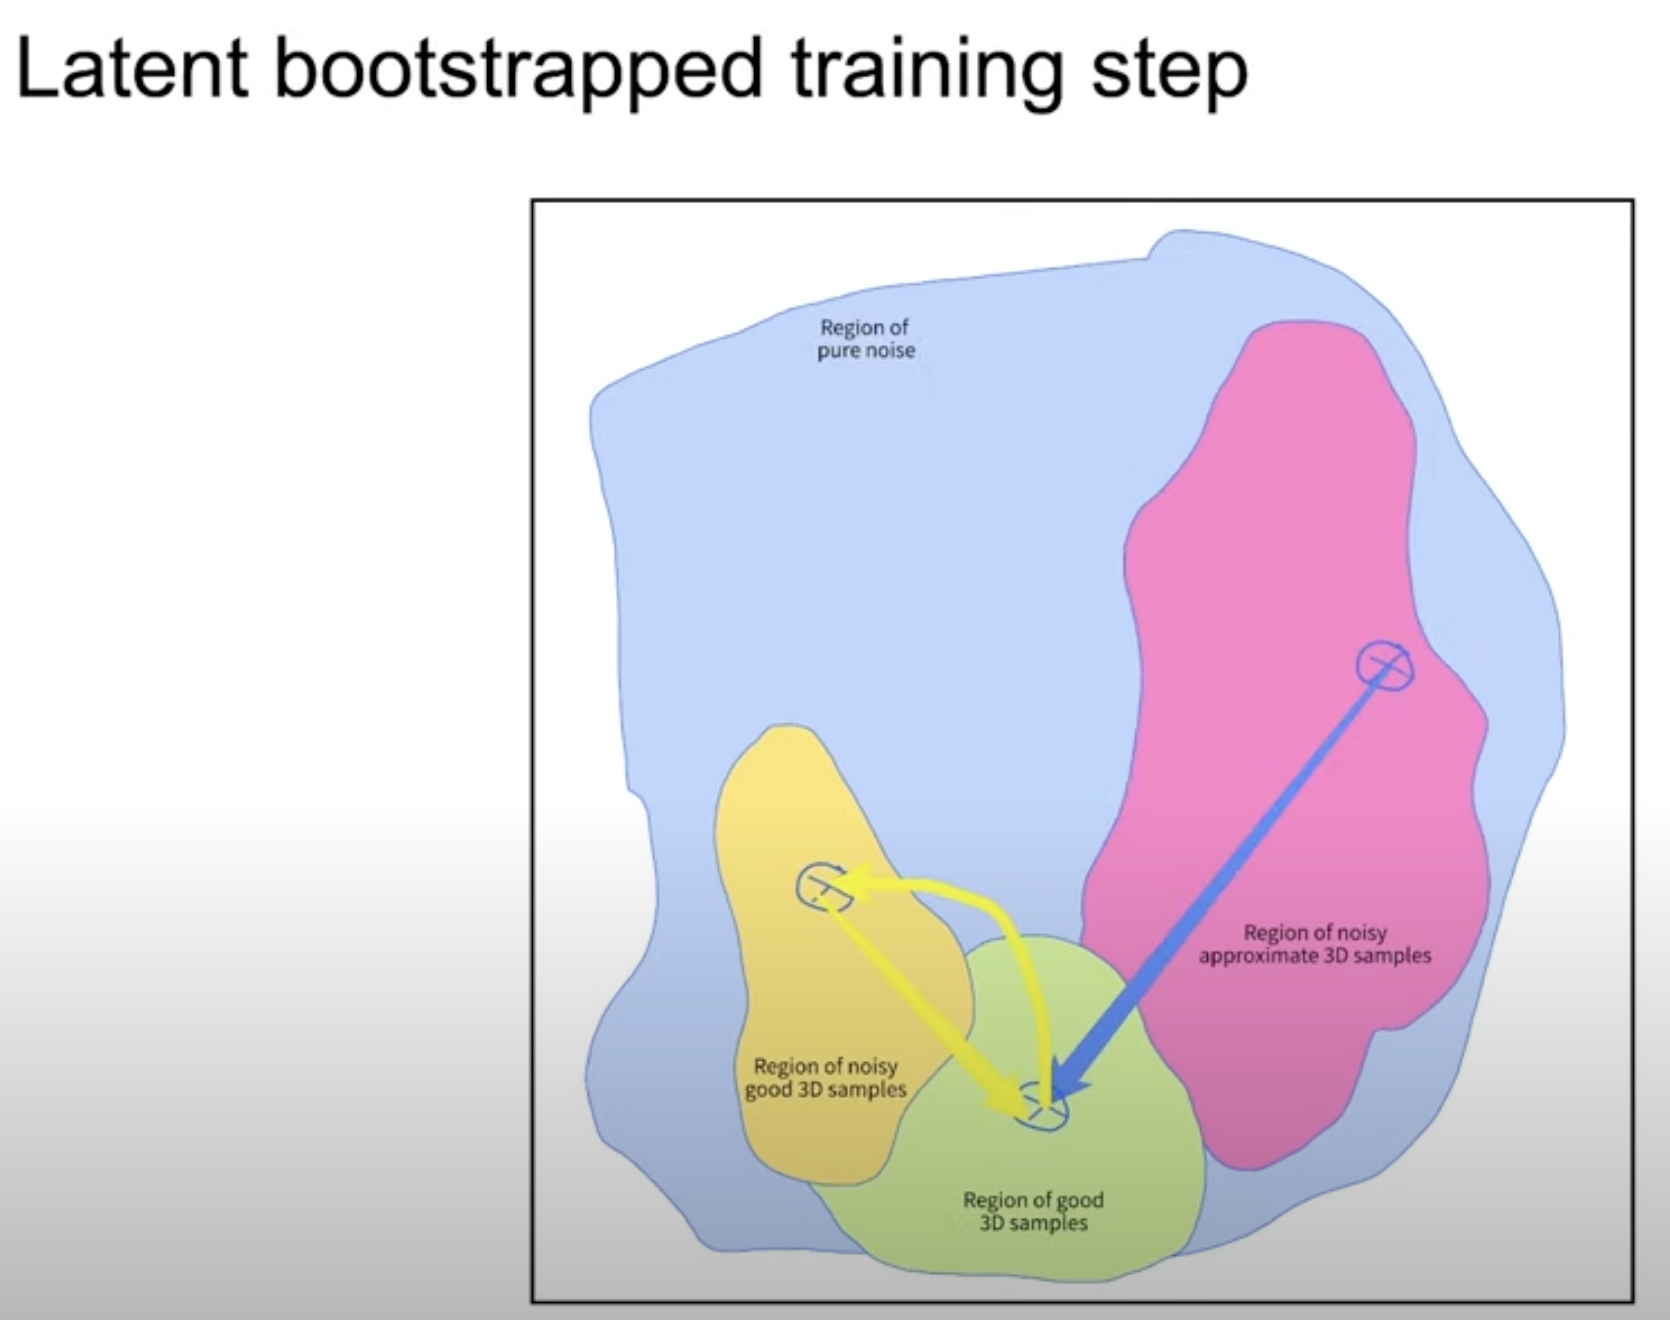 Latent bootstrapped training step
Region of
pure noise
Region of noisy
approximate 3D samples
Region of noisy
good 3D samples
Region of good
3D samples